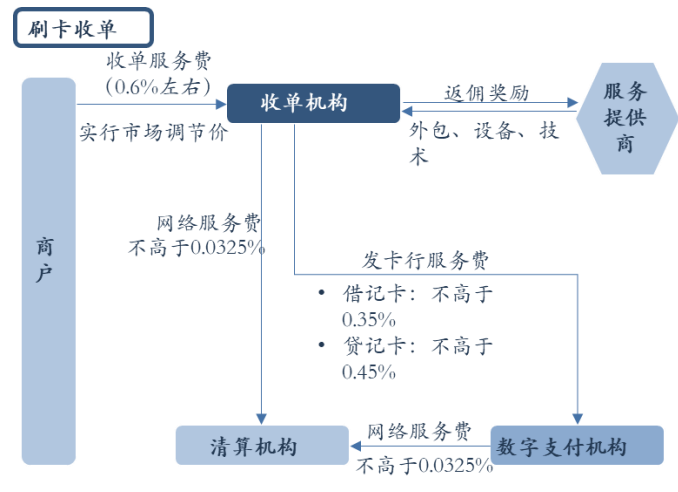 刷卡收单
收单服务费
（0.6%左右）
实行市场调节价
收单机构
返佣奖励
外包、设备、技
术
服务
提供
商
商
户
网络服务费
不高于0.0325%
发卡行服务费
• 借记卡：不高于
0.35%
• 贷记卡：不高于
0.45%
清算机构
网络服务费
不高于0.0325%
数字支付机构